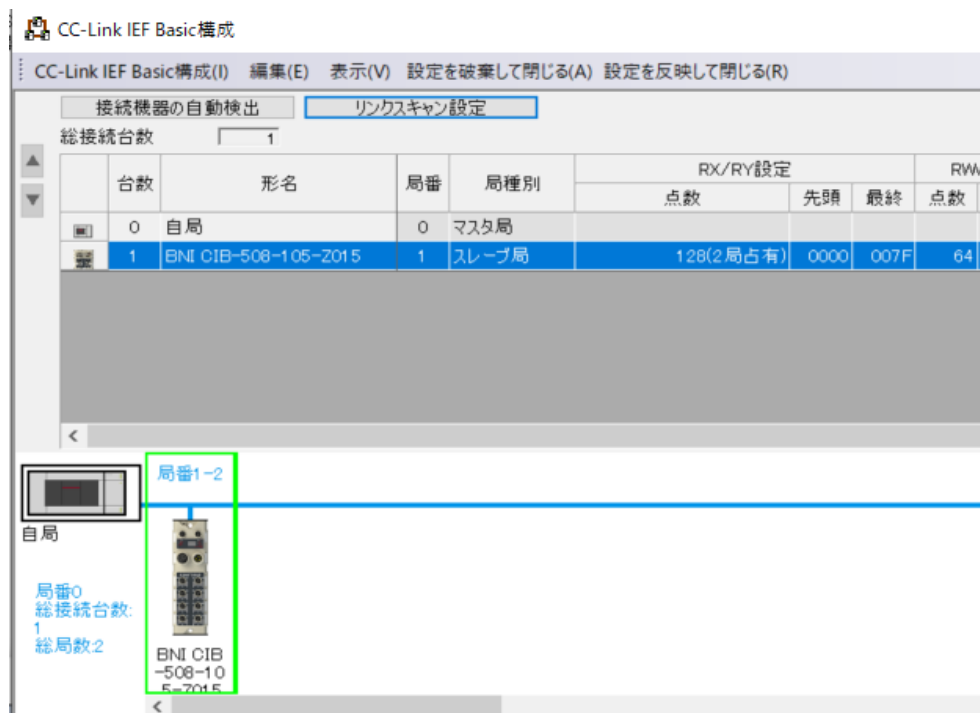 CC-Link IEF Basic構成
CC-Link IEF Basic構成(I) 編集(E) 表示(V) 設定を破棄して閉じる(A) 設定を反映して閉じる(R)
接続機器の自動検出 リンクスキャン設定
総接続台数 1
台数 形名 局番 局種別 RX/RY設定
点数 先頭 最終 点数
0 自局 0 マスタ局
1 BNI CIB-508-105-Z015 1 スレーブ局 128(2局占有) 0000 007F 64
局番1-2
自局
局番0
総接続台数:
1
総局数:2
BNI CIB
-508-10
5-Z015